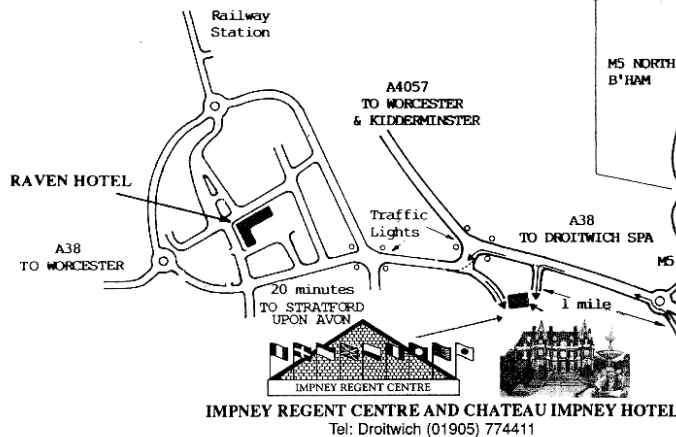 Railway
Station
M5 NORTH
B'HAM
A4057
TO WORCESTER
& KIDDERMINSTER
RAVEN HOTEL
Traffic
Lights
A38
TO DROITWICH SPA
A38
TO WORCESTER
M5
20 minutes
TO STRATFORD
UPON AVON
1 mile
IMPNEY REGENT CENTRE
IMPNEY REGENT CENTRE AND CHATEAU IMPNEY HOTEL
Tel: Droitwich (01905) 774411